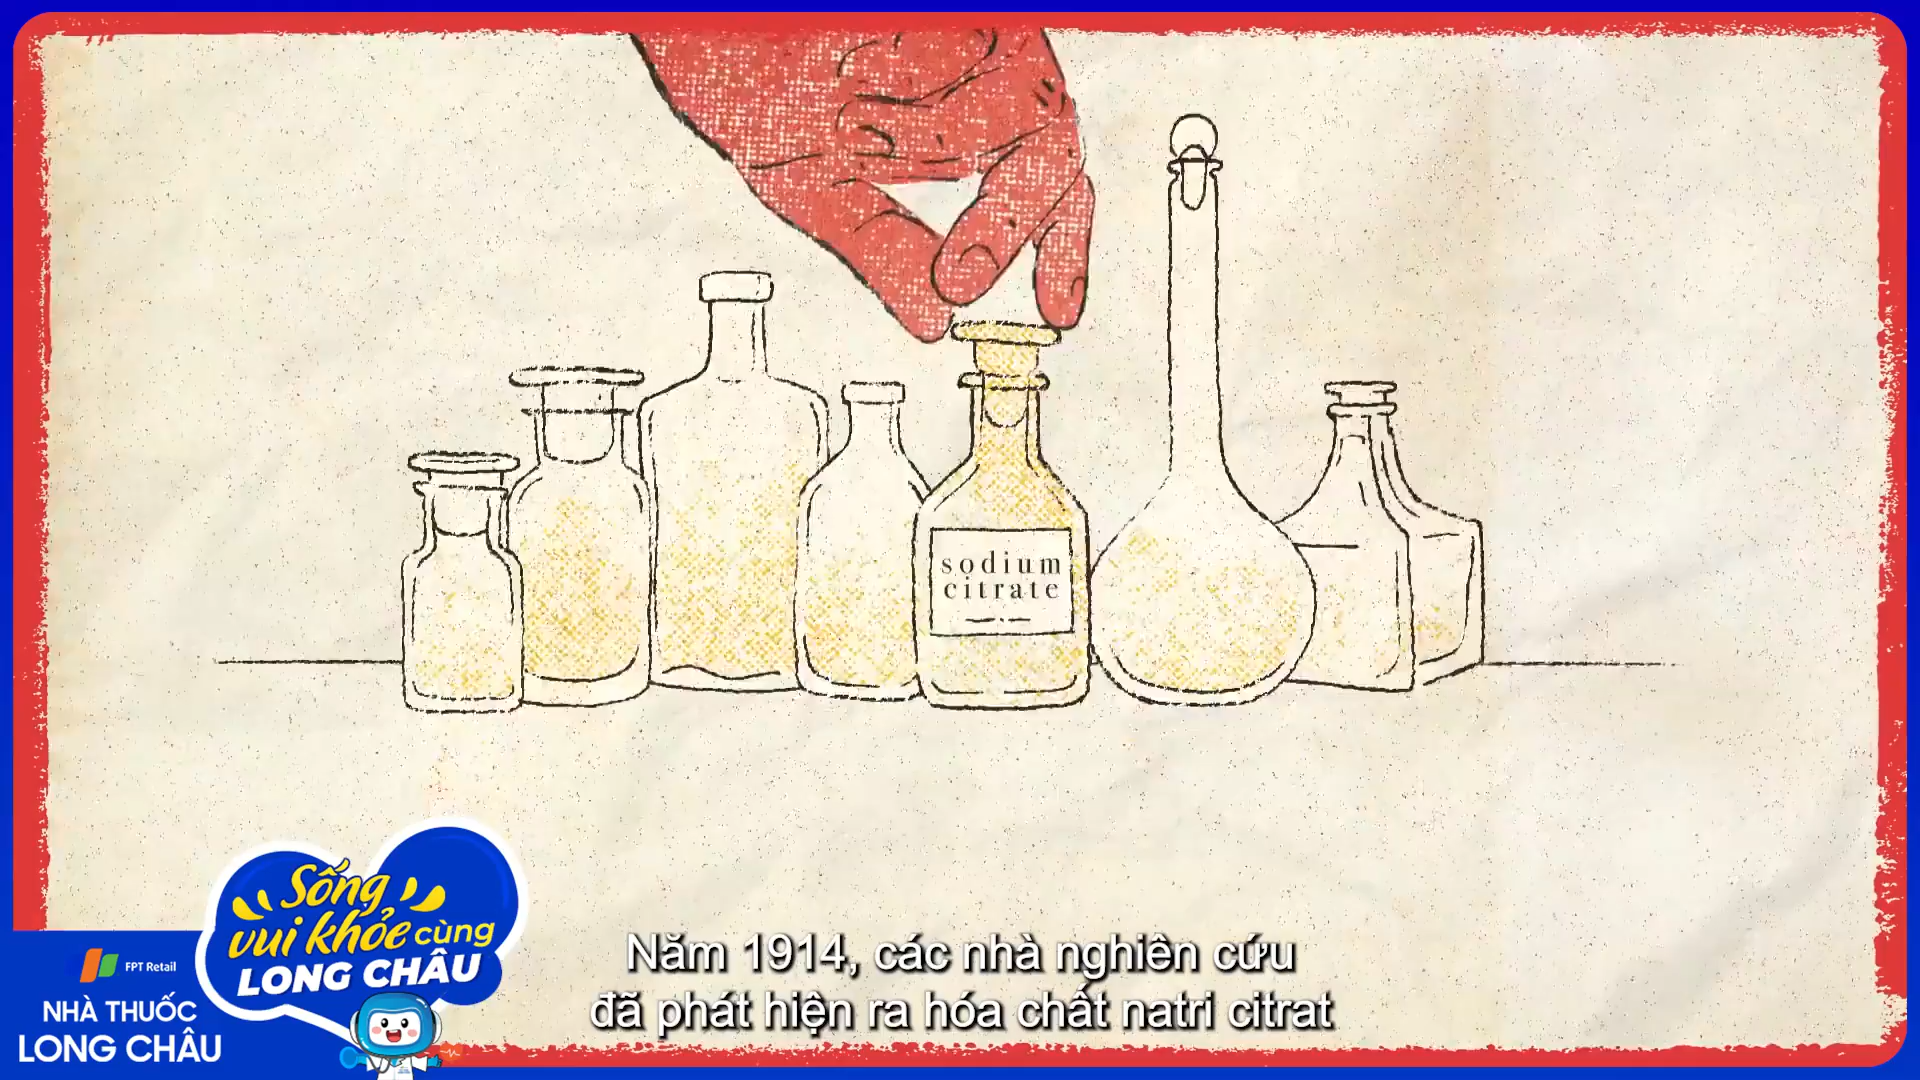 sodium
citrate
Sống
vui khỏe cùng
LONG CHÂU
FPT Retail
NHÀ THUỐC
LONG CHÂU
Năm 1914, các nhà nghiên cứu
đã phát hiện ra hóa chất natri citrat